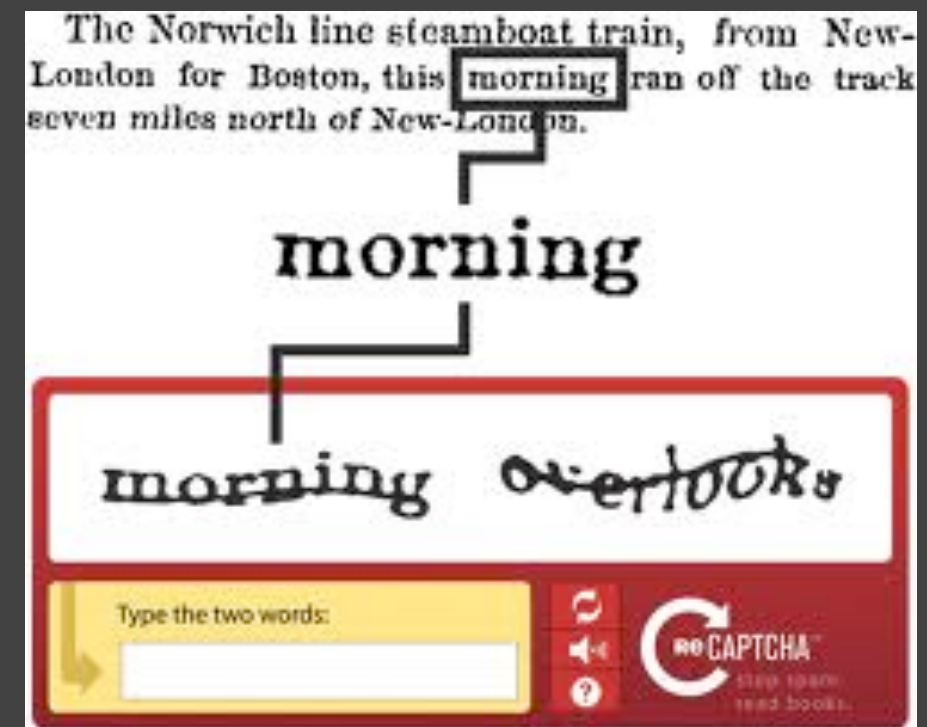 The Norwich line steamboat train, from New-
London for Boston, this morning ran off the track
seven miles north of New-London.
morning
morning overlooks
Type the two words:
reCAPTCHA™
stop spam.
read books.